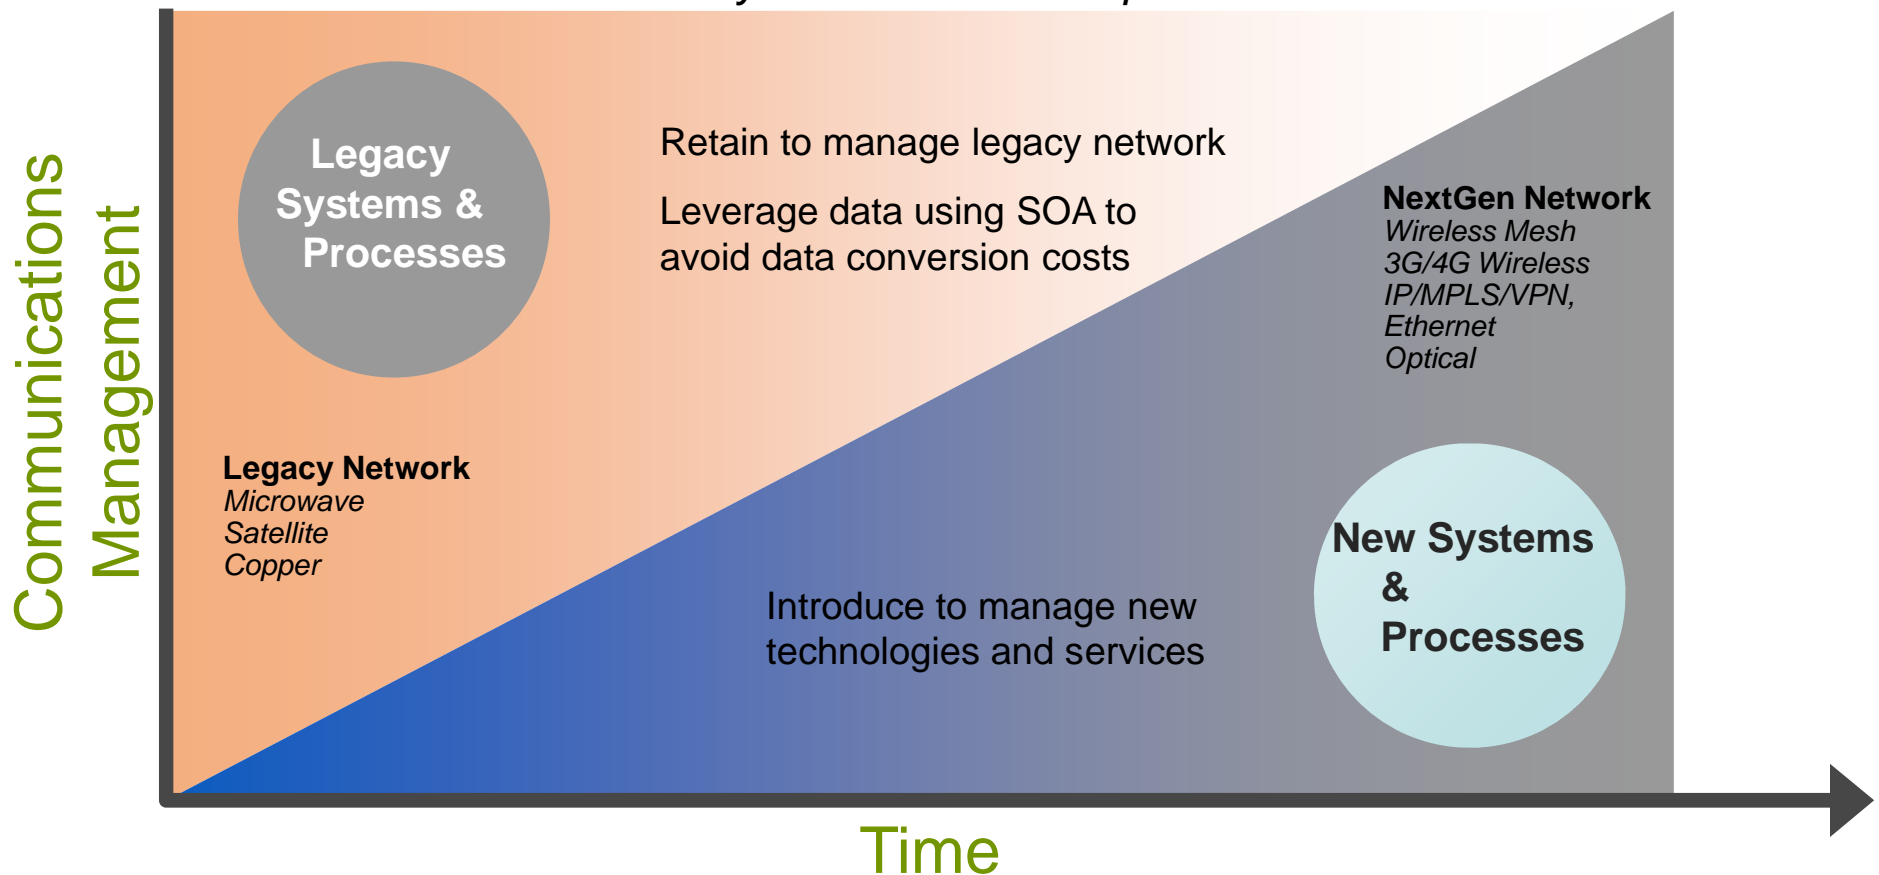 Communications
Management
Legacy
Systems &
Processes
Retain to manage legacy network
Leverage data using SOA to
avoid data conversion costs
NextGen Network
Wireless Mesh
3G/4G Wireless
IP/MPLS/VPN,
Ethernet
Optical
Legacy Network
Microwave
Satellite
Copper
New Systems
&
Processes
Introduce to manage new
technologies and services
Time